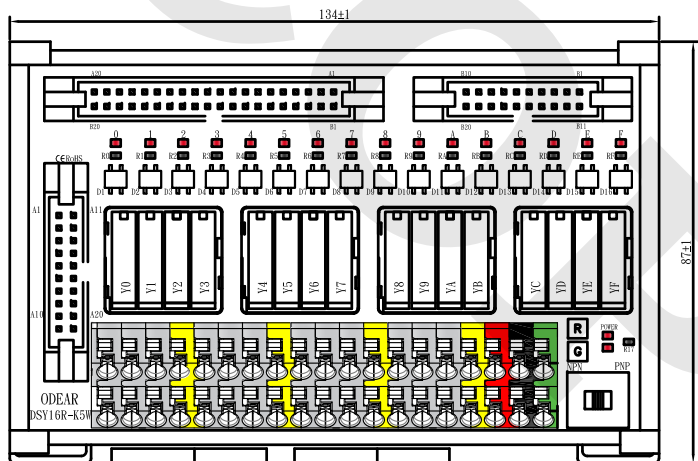 134±1
A20 A1 B10 B1
B20 B1 B20 B11
0 1 2 3 4 5 6 7 8 9 A B C D E F
R0 R1 R2 R3 R4 R5 R6 R7 R8 R9 RA RB RC RD RE RF
CE RoHS
D1 D2 D3 D4 D5 D6 D7 D8 D9 D10 D11 D12 D13 D14 D15 D16
A1 A11
87±1
Y0 Y1 Y2 Y3 Y4 Y5 Y6 Y7 Y8 Y9 YA YB YC YD YE YF
A10 A20
R POWER
G R17
NPN PNP
ODEAR
DSY16R-K5W